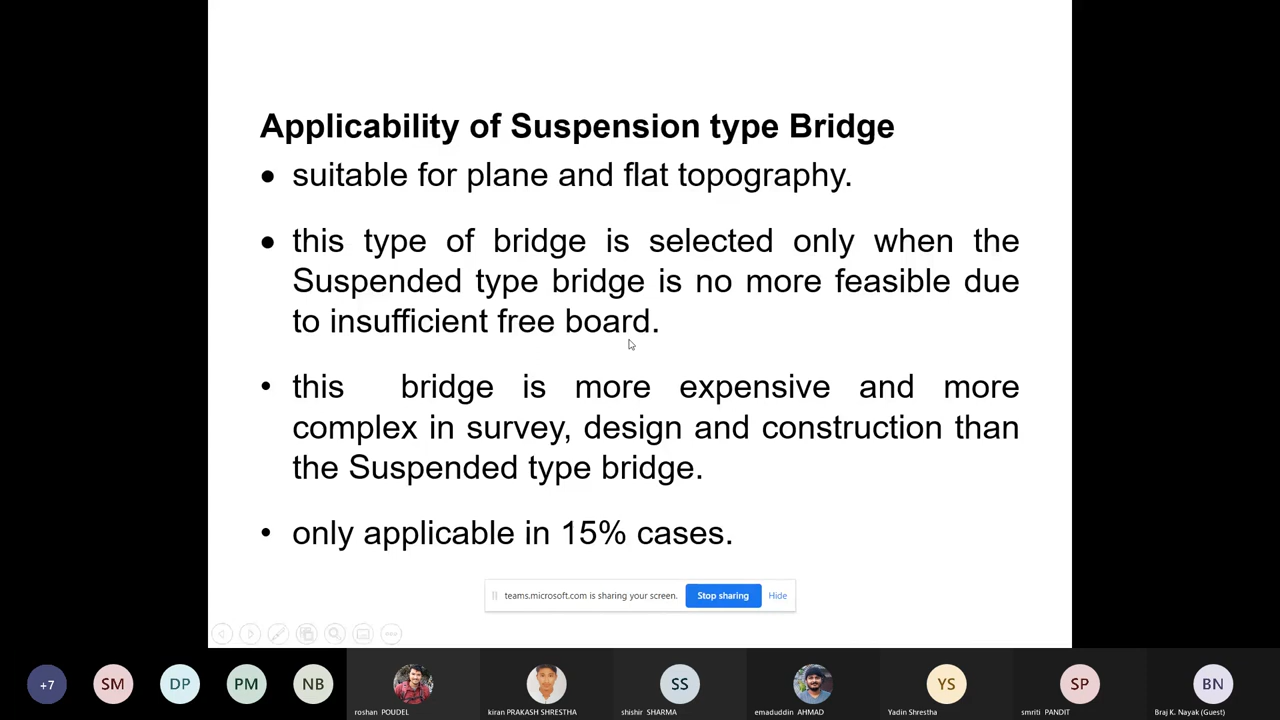 Applicability of Suspension type Bridge
• suitable for plane and flat topography.
• this type of bridge is selected only when the
Suspended type bridge is no more feasible due
to insufficient free board.
• this bridge is more expensive and more
complex in survey, design and construction than
the Suspended type bridge.
• only applicable in 15% cases.
teams.microsoft.com is sharing your screen. Stop sharing Hide
+7 SM DP PM NB SS YS SP BN
roshan POUDEL kiran PRAKASH SHRESTHA shishir SHARMA emaduddin AHMAD Yadin Shrestha smriti PANDIT Braj K. Nayak (Guest)